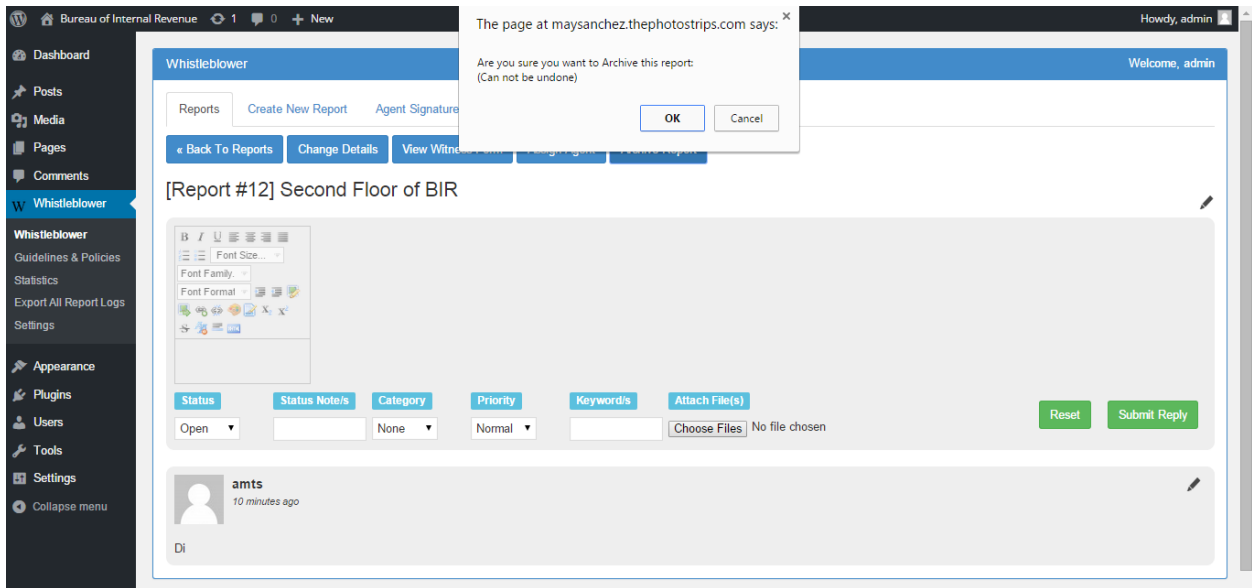 Bureau of Internal Revenue 1 0 New
Howdy, admin
The page at maysanchez.thephotostrips.com says:
Are you sure you want to Archive this report:
(Can not be undone)
OK Cancel
Dashboard
Posts
Media
Pages
Comments
Whistleblower
Whistleblower
Guidelines & Policies
Statistics
Export All Report Logs
Settings
Appearance
Plugins
Users
Tools
Settings
Collapse menu
Whistleblower
Welcome, admin
Reports Create New Report Agent Signature
« Back To Reports Change Details View
[Report #12] Second Floor of BIR
B I U
Font Size...
Font Family.
Font Format
Status Status Note/s Category Priority Keyword/s Attach File(s)
Open None Normal Choose Files No file chosen
Reset Submit Reply
amts
10 minutes ago
Di